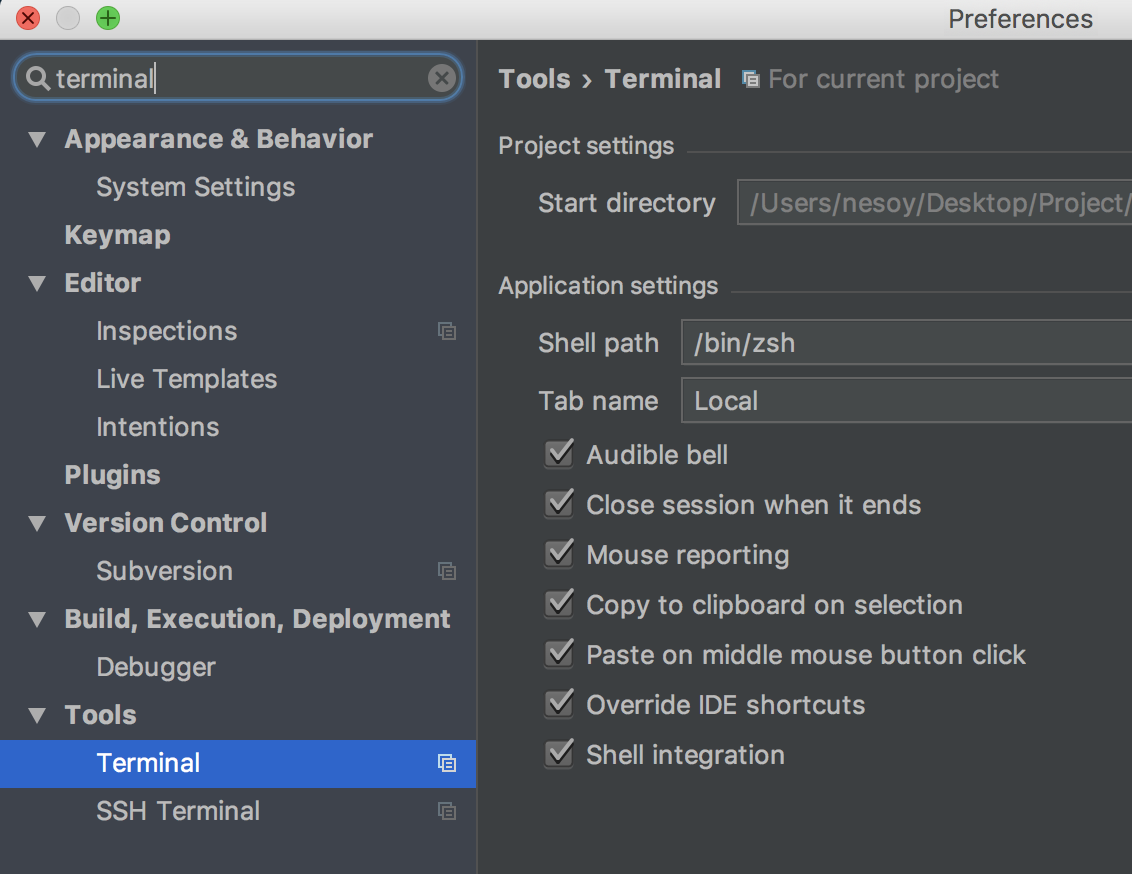 Preferences
terminal
Appearance & Behavior
System Settings
Keymap
Editor
Inspections
Live Templates
Intentions
Plugins
Version Control
Subversion
Build, Execution, Deployment
Debugger
Tools
Terminal
SSH Terminal
Tools › Terminal For current project
Project settings
Start directory /Users/nesoy/Desktop/Project/
Application settings
Shell path /bin/zsh
Tab name Local
Audible bell
Close session when it ends
Mouse reporting
Copy to clipboard on selection
Paste on middle mouse button click
Override IDE shortcuts
Shell integration